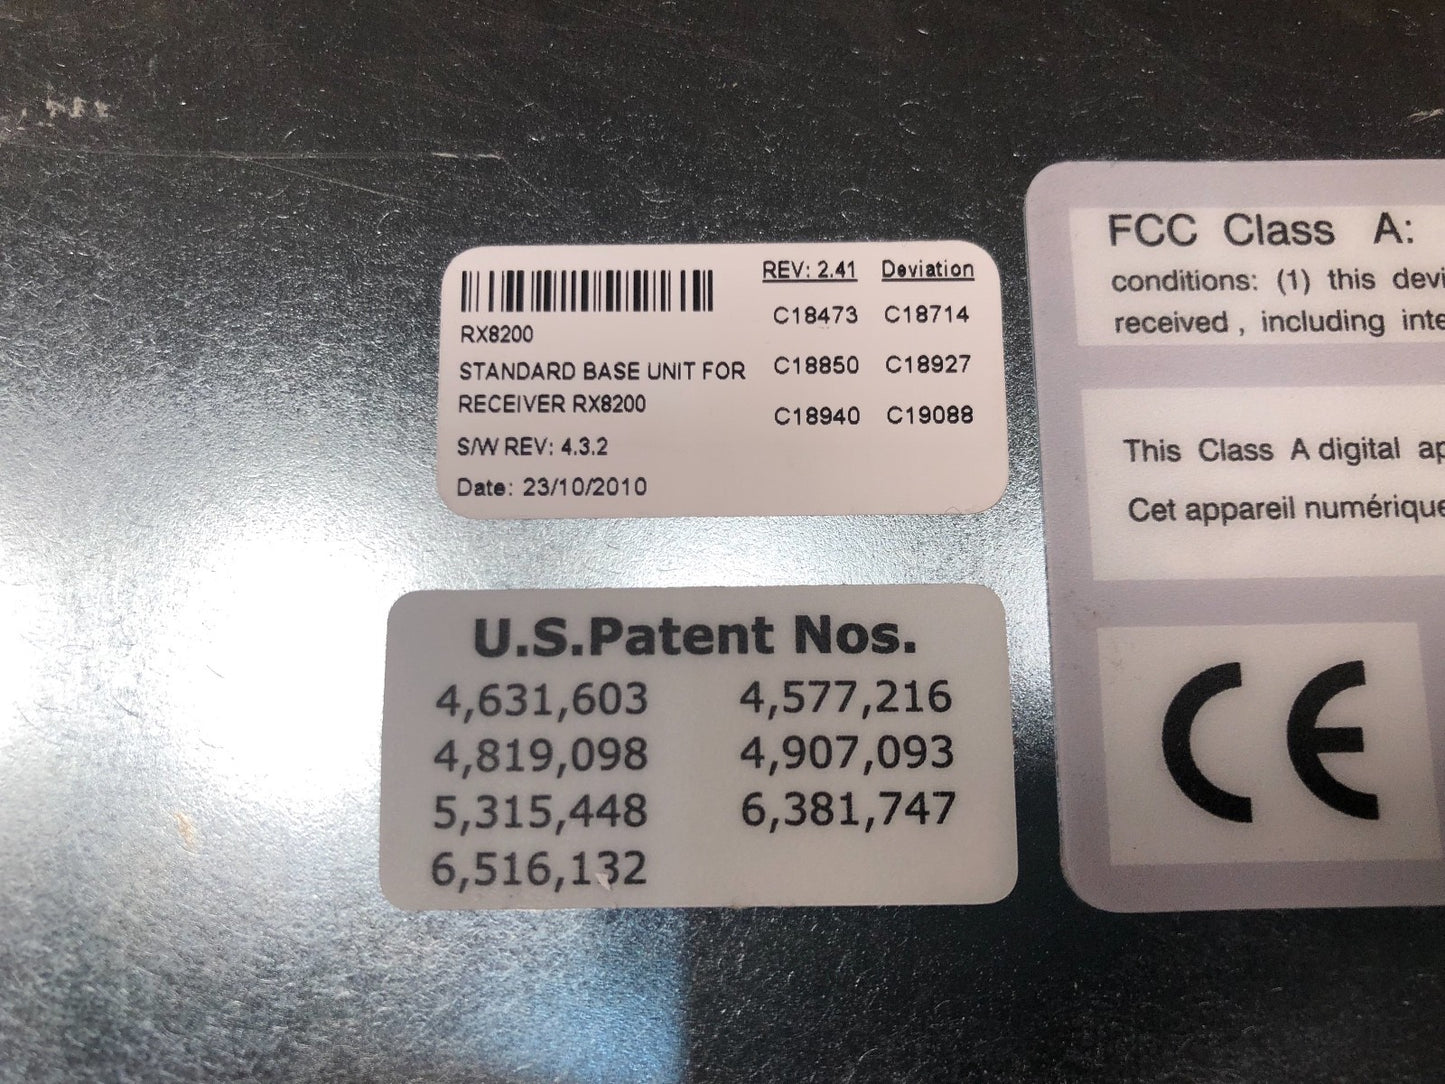 RX8200
STANDARD BASE UNIT FOR
RECEIVER RX8200
S/W REV: 4.3.2
Date: 23/10/2010
REV: 2.41 Deviation
C18473 C18714
C18850 C18927
C18940 C19088
U.S.Patent Nos.
4,631,603 4,577,216
4,819,098 4,907,093
5,315,448 6,381,747
6,516,132
FCC Class A:
conditions: (1) this
received , including
This Class A digital
Cet appareil numérique
CE